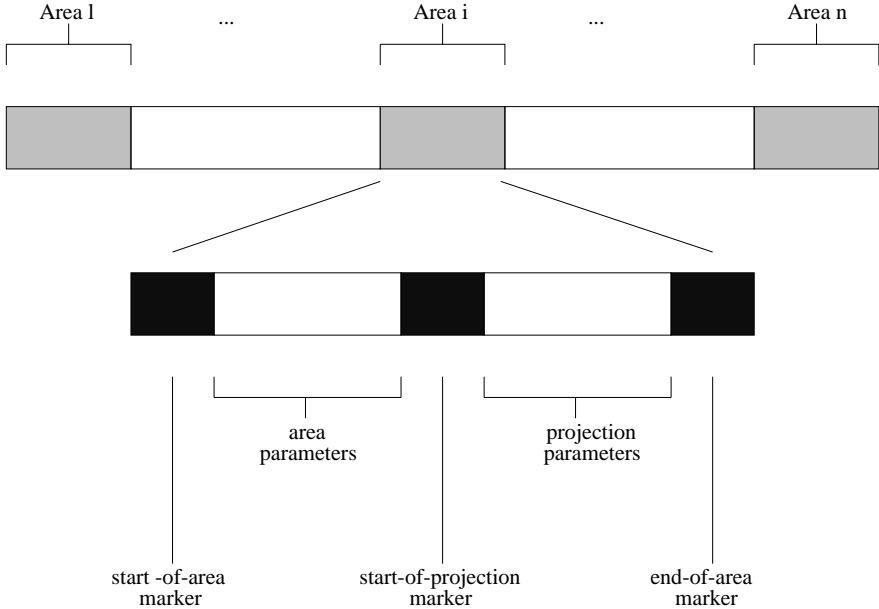 Area l ... Area i ... Area n
area
parameters
projection
parameters
start -of-area
marker
start-of-projection
marker
end-of-area
marker